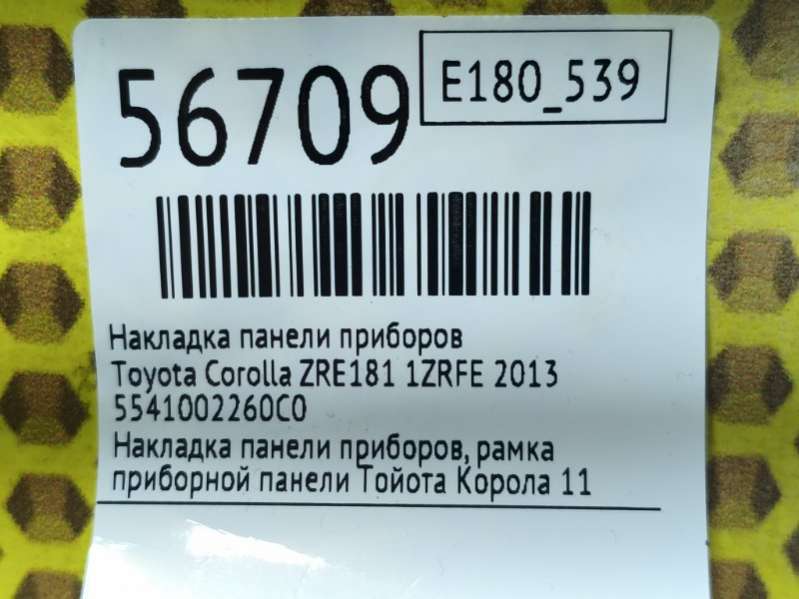 56709
E180_539
Накладка панели приборов
Toyota Corolla ZRE181 1ZRFE 2013
5541002260C0
Накладка панели приборов, рамка
приборной панели Тойота Корола 11